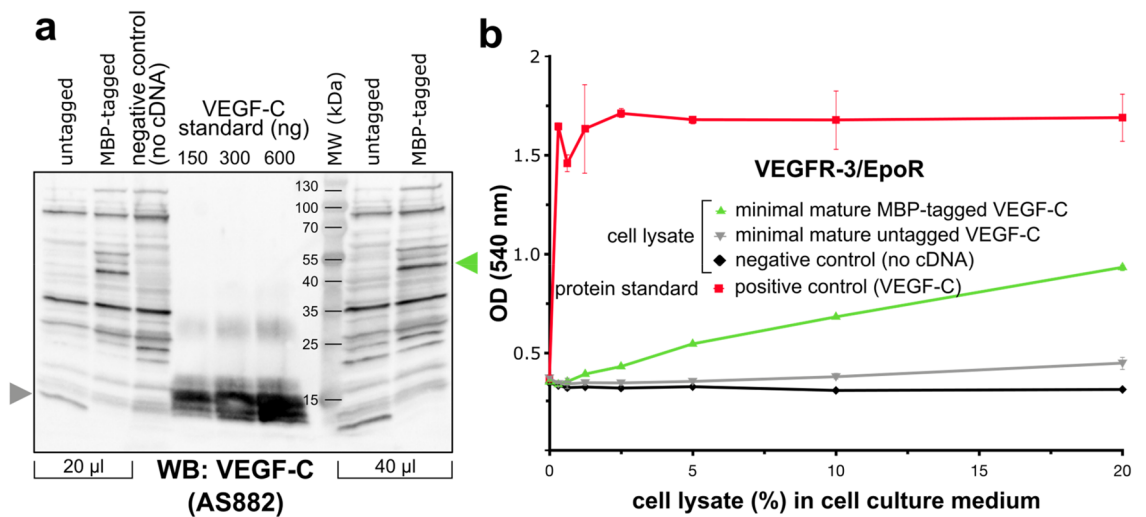 a
untagged
MBP-tagged
negative control
(no cDNA)
VEGF-C
standard (ng)
150 300 600
MW (kDa)
untagged
MBP-tagged
130
100
70
55
40
35
25
15
20 µl
WB: VEGF-C
(AS882)
40 µl
b
2
1.5
1.0
0.5
OD (540 nm)
VEGFR-3/EpoR
cell lysate
minimal mature MBP-tagged VEGF-C
minimal mature untagged VEGF-C
negative control (no cDNA)
protein standard
positive control (VEGF-C)
0 5 10 15 20
cell lysate (%) in cell culture medium